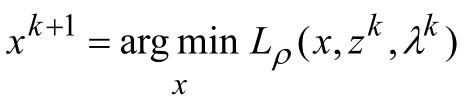 x^{k+1} = arg min L_ρ(x, z^k, λ^k)
x